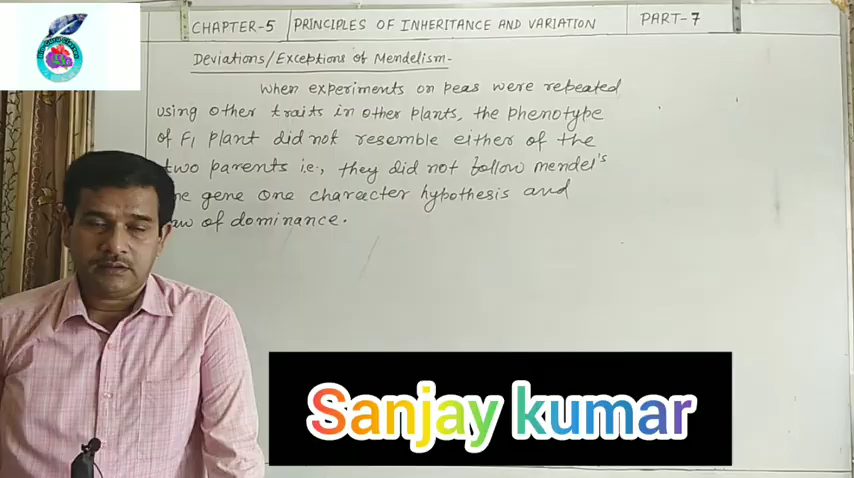 CHAPTER-5 PRINCIPLES OF INHERITANCE AND VARIATION PART-7
Deviations/Exceptions of Mendelism-
When experiments on peas were repeated
using other traits in other plants, the phenotype
of F1 plant did not resemble either of the
two parents i.e., they did not follow mendel's
gene one character hypothesis and
of dominance.
Sanjay kumar